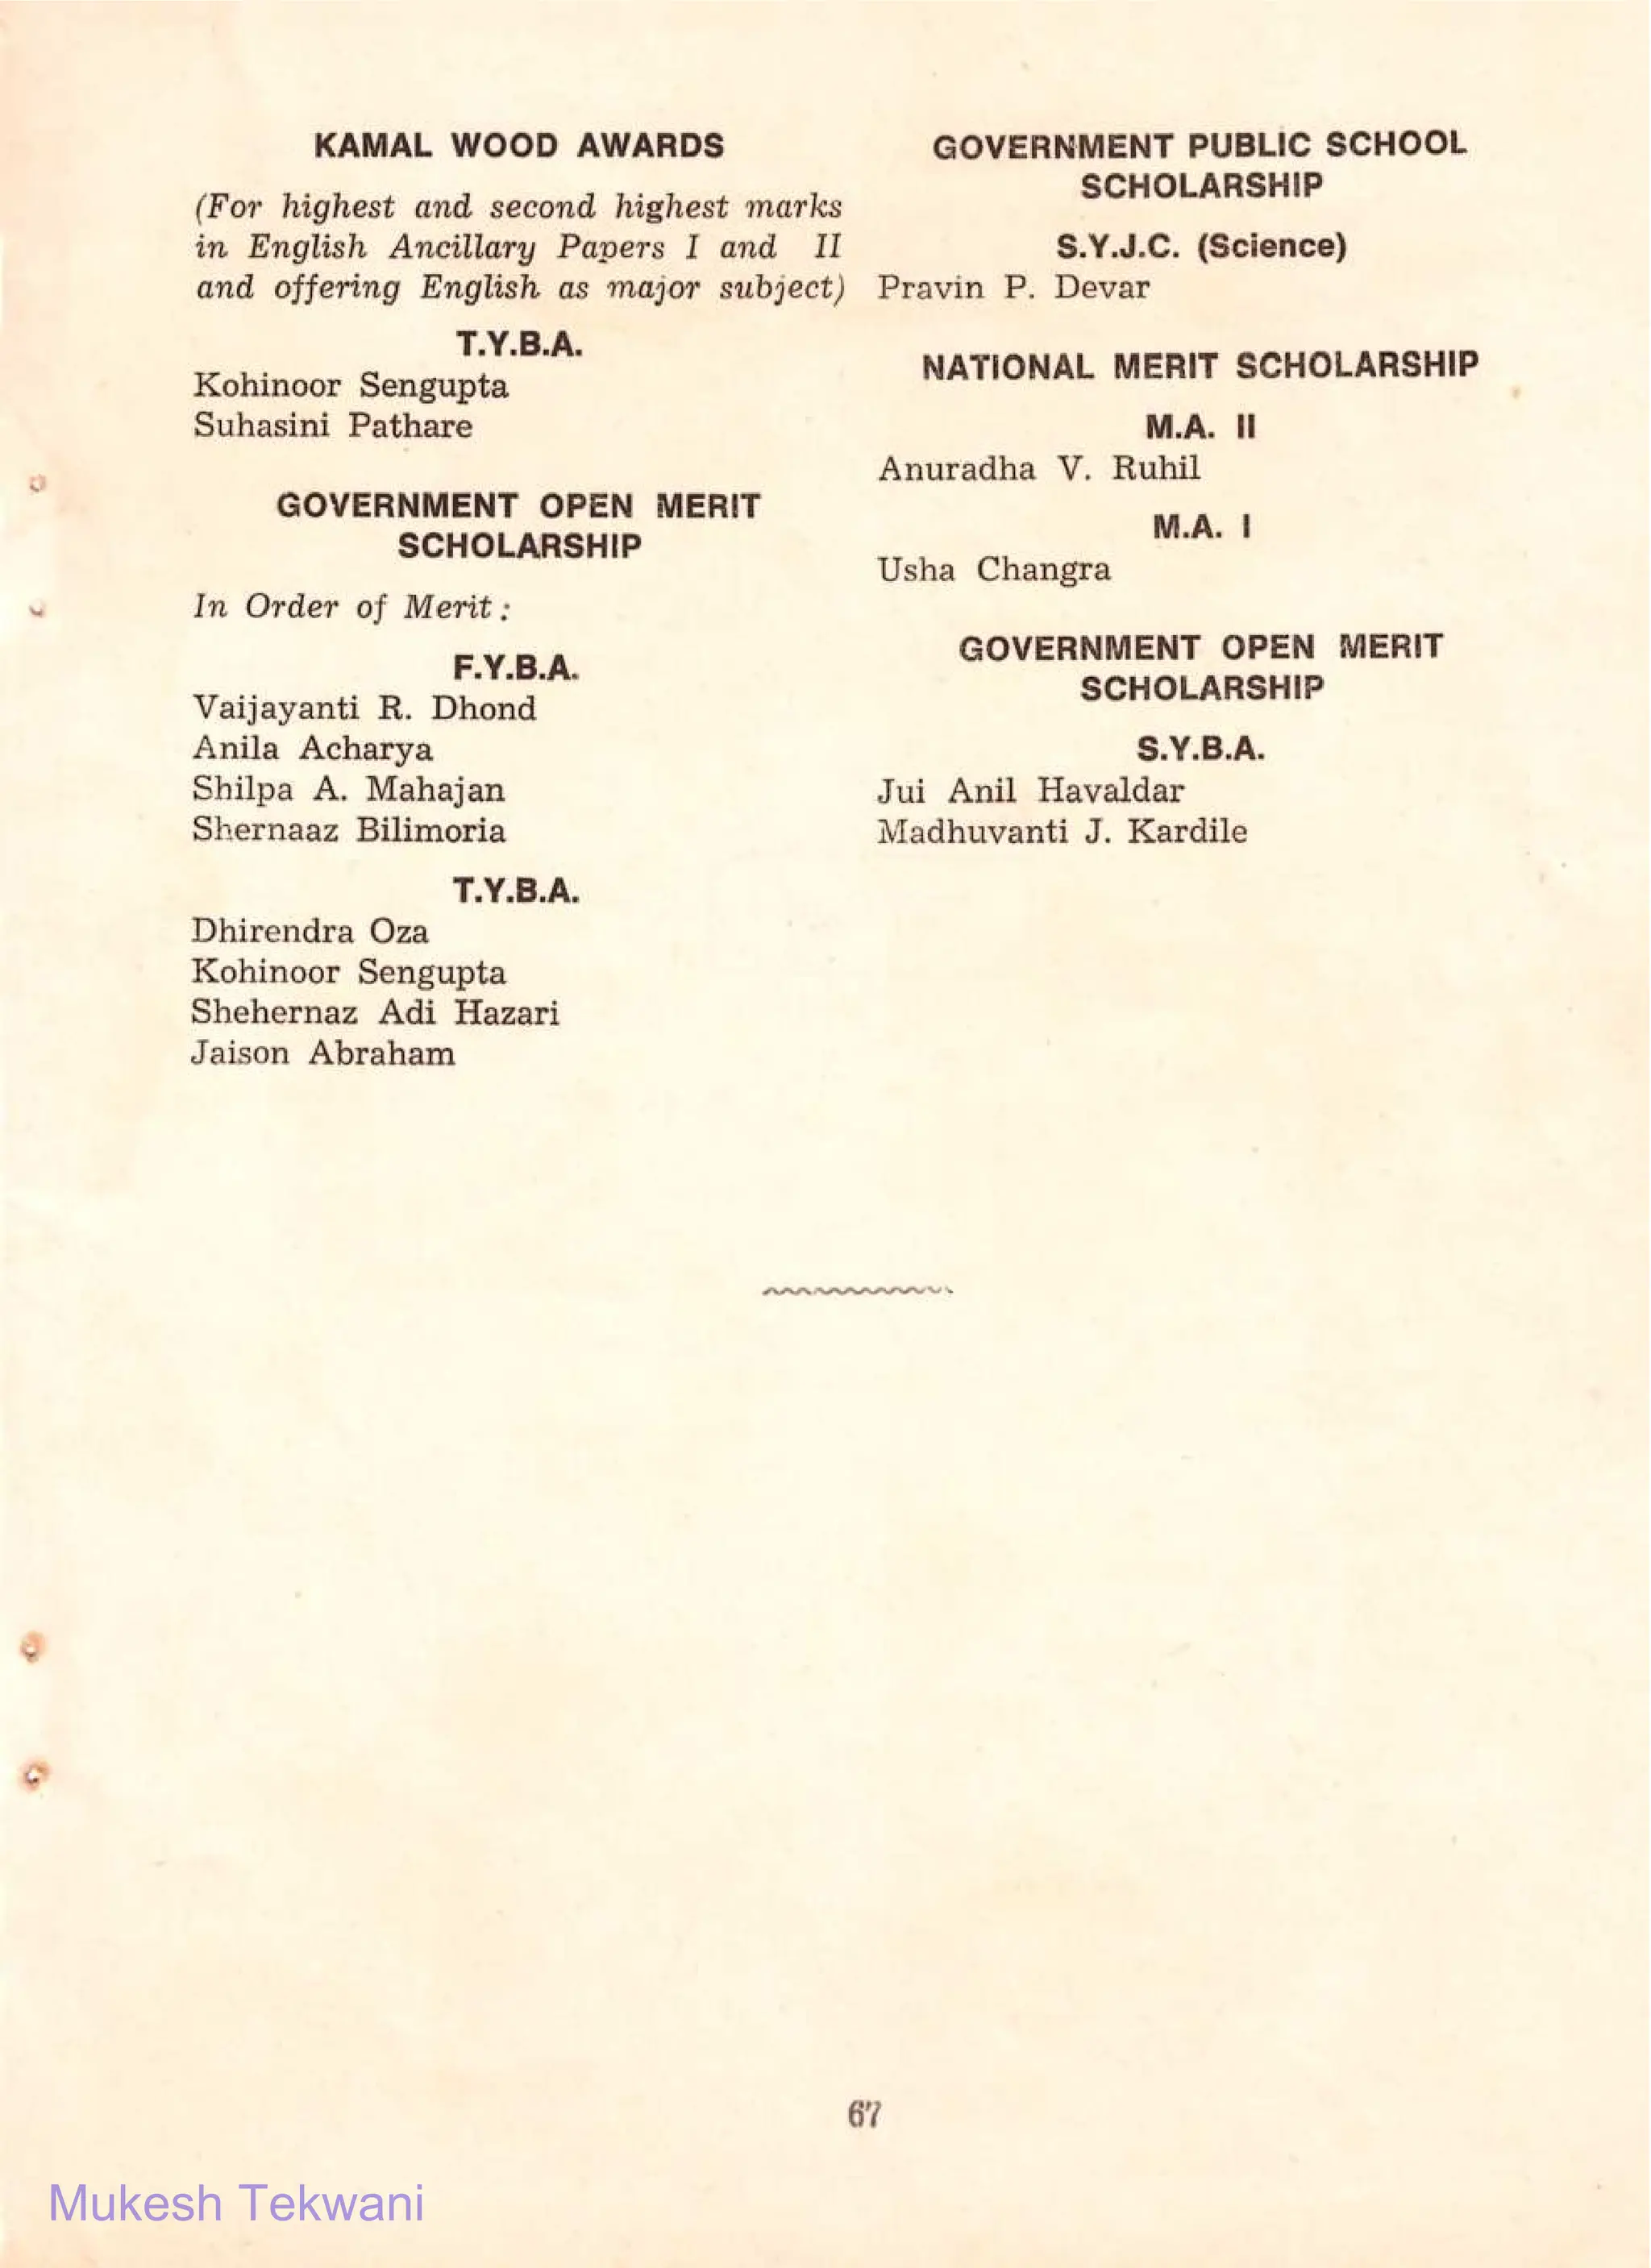 KAMAL WOOD AWARDS
(For highest and second highest marks
in English Ancillary Papers I and II
and offering English as major subject)
T.Y.B.A.
Kohinoor Sengupta
Suhasini Pathare
GOVERNMENT OPEN MERIT
SCHOLARSHIP
In Order of Merit :
F.Y.B.A.
Vaijayanti R. Dhond
Anila Acharya
Shilpa A. Mahajan
Shernaaz Bilimoria
T.Y.B.A.
Dhirendra Oza
Kohinoor Sengupta
Shehernaz Adi Hazari
Jaison Abraham
GOVERNMENT PUBLIC SCHOOL
SCHOLARSHIP
S.Y.J.C. (Science)
Pravin P. Devar
NATIONAL MERIT SCHOLARSHIP
M.A. II
Anuradha V. Ruhil
M.A. I
Usha Changra
GOVERNMENT OPEN MERIT
SCHOLARSHIP
S.Y.B.A.
Jui Anil Havaldar
Madhuvanti J. Kardile
67
Mukesh Tekwani